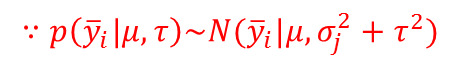 ∵ p(ȳᵢ|μ, τ)~N(ȳᵢ|μ, σⱼ² + τ²)